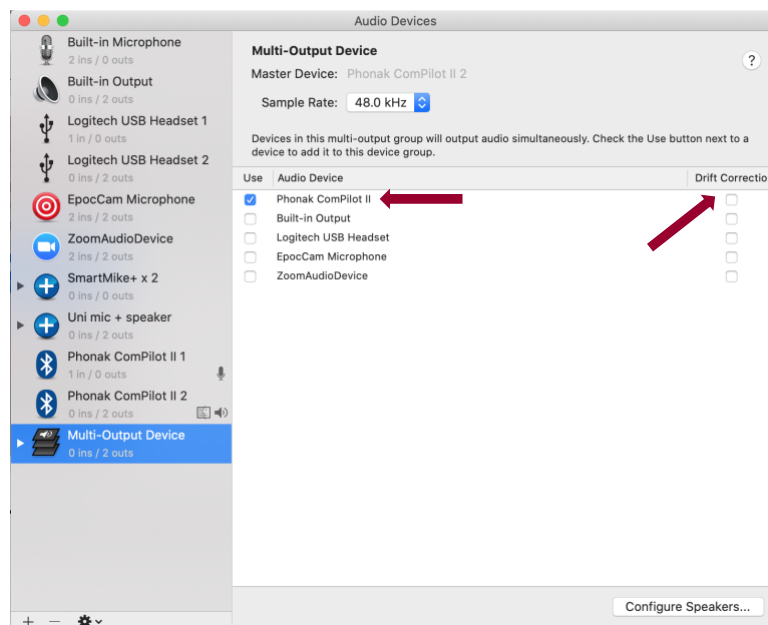 Audio Devices
Built-in Microphone
2 ins / 0 outs
Built-in Output
0 ins / 2 outs
Logitech USB Headset 1
1 in / 0 outs
Logitech USB Headset 2
0 ins / 2 outs
EpocCam Microphone
2 ins / 2 outs
ZoomAudioDevice
2 ins / 2 outs
SmartMike+ x 2
0 ins / 0 outs
Uni mic + speaker
0 ins / 2 outs
Phonak ComPilot II 1
1 in / 0 outs
Phonak ComPilot II 2
0 ins / 2 outs
Multi-Output Device
0 ins / 2 outs
Multi-Output Device
?
Master Device: Phonak ComPilot II 2
Sample Rate: 48.0 kHz
Devices in this multi-output group will output audio simultaneously. Check the Use button next to a
device to add it to this device group.
Use Audio Device Drift Correctio
Phonak ComPilot II
Built-in Output
Logitech USB Headset
EpocCam Microphone
ZoomAudioDevice
Configure Speakers...